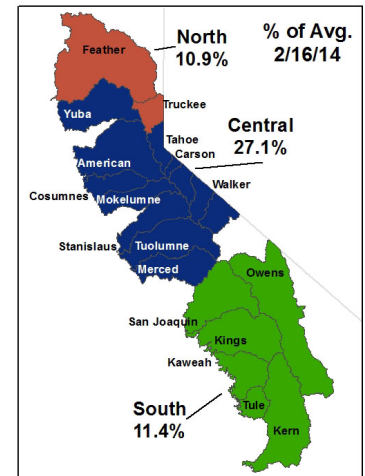 North
10.9%
% of Avg.
2/16/14
Feather
Truckee
Yuba
Central
27.1%
Tahoe
Carson
American
Walker
Cosumnes
Mokelumne
Stanislaus
Tuolumne
Merced
Owens
San Joaquin
Kings
Kaweah
South
11.4%
Tule
Kern